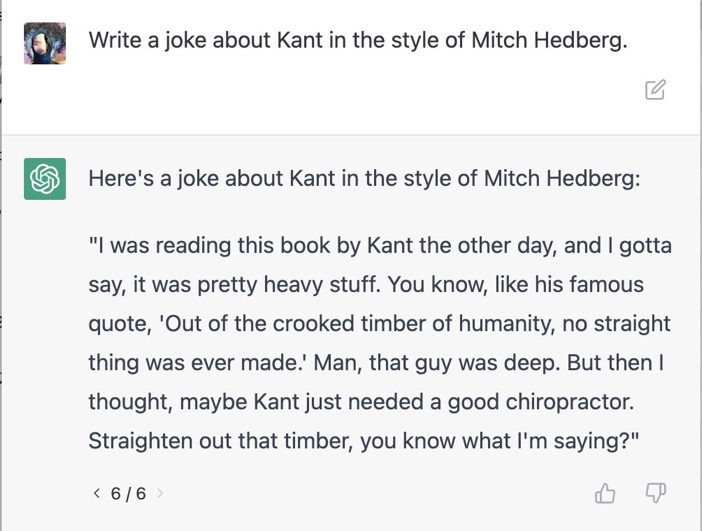 Write a joke about Kant in the style of Mitch Hedberg.
Here's a joke about Kant in the style of Mitch Hedberg:
"I was reading this book by Kant the other day, and I gotta
say, it was pretty heavy stuff. You know, like his famous
quote, 'Out of the crooked timber of humanity, no straight
thing was ever made.' Man, that guy was deep. But then I
thought, maybe Kant just needed a good chiropractor.
Straighten out that timber, you know what I'm saying?"
< 6 / 6 >